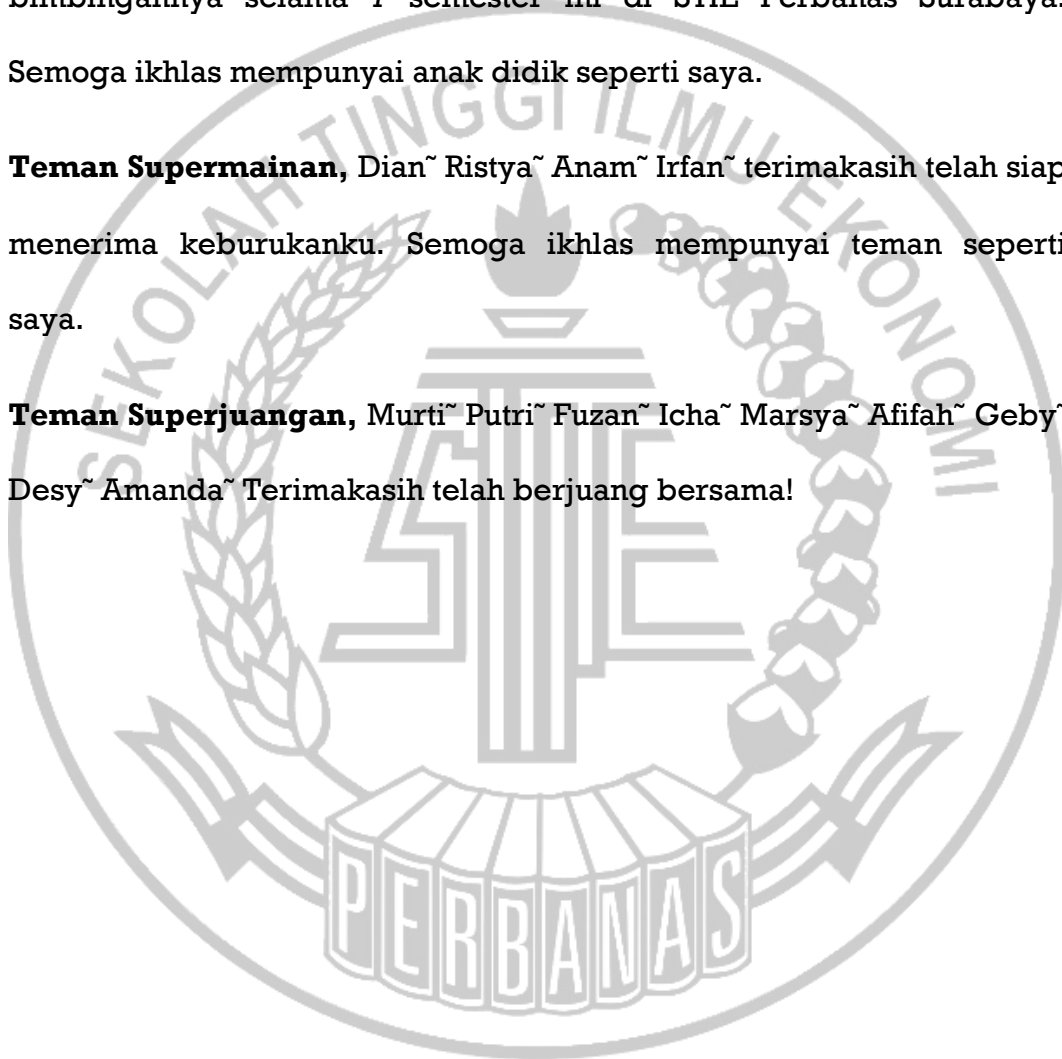 bimbingannya selama 7 semester ini di STIE Perbanas Surabaya.
Semoga ikhlas mempunyai anak didik seperti saya.
Teman Supermainan, Dian˜ Ristya˜ Anam˜ Irfan˜ terimakasih telah siap
menerima keburukanku. Semoga ikhlas mempunyai teman seperti
saya.
Teman Superjuangan, Murti˜ Putri˜ Fuzan˜ Icha˜ Marsya˜ Afifah˜ Geby˜
Desy˜ Amanda˜ Terimakasih telah berjuang bersama!
SEKOLAH TINGGI ILMU EKONOMI
STIE
PERBANAS